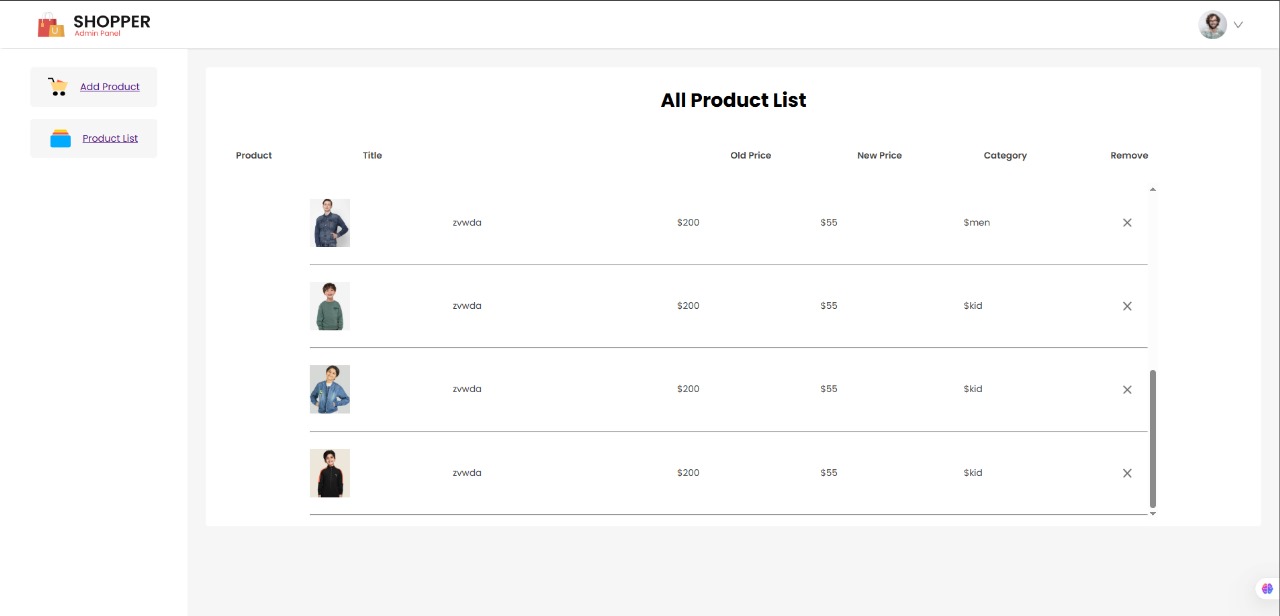 SHOPPER
Admin Panel
Add Product
Product List
All Product List
Product Title Old Price New Price Category Remove
zvwda $200 $55 $men
zvwda $200 $55 $kid
zvwda $200 $55 $kid
zvwda $200 $55 $kid